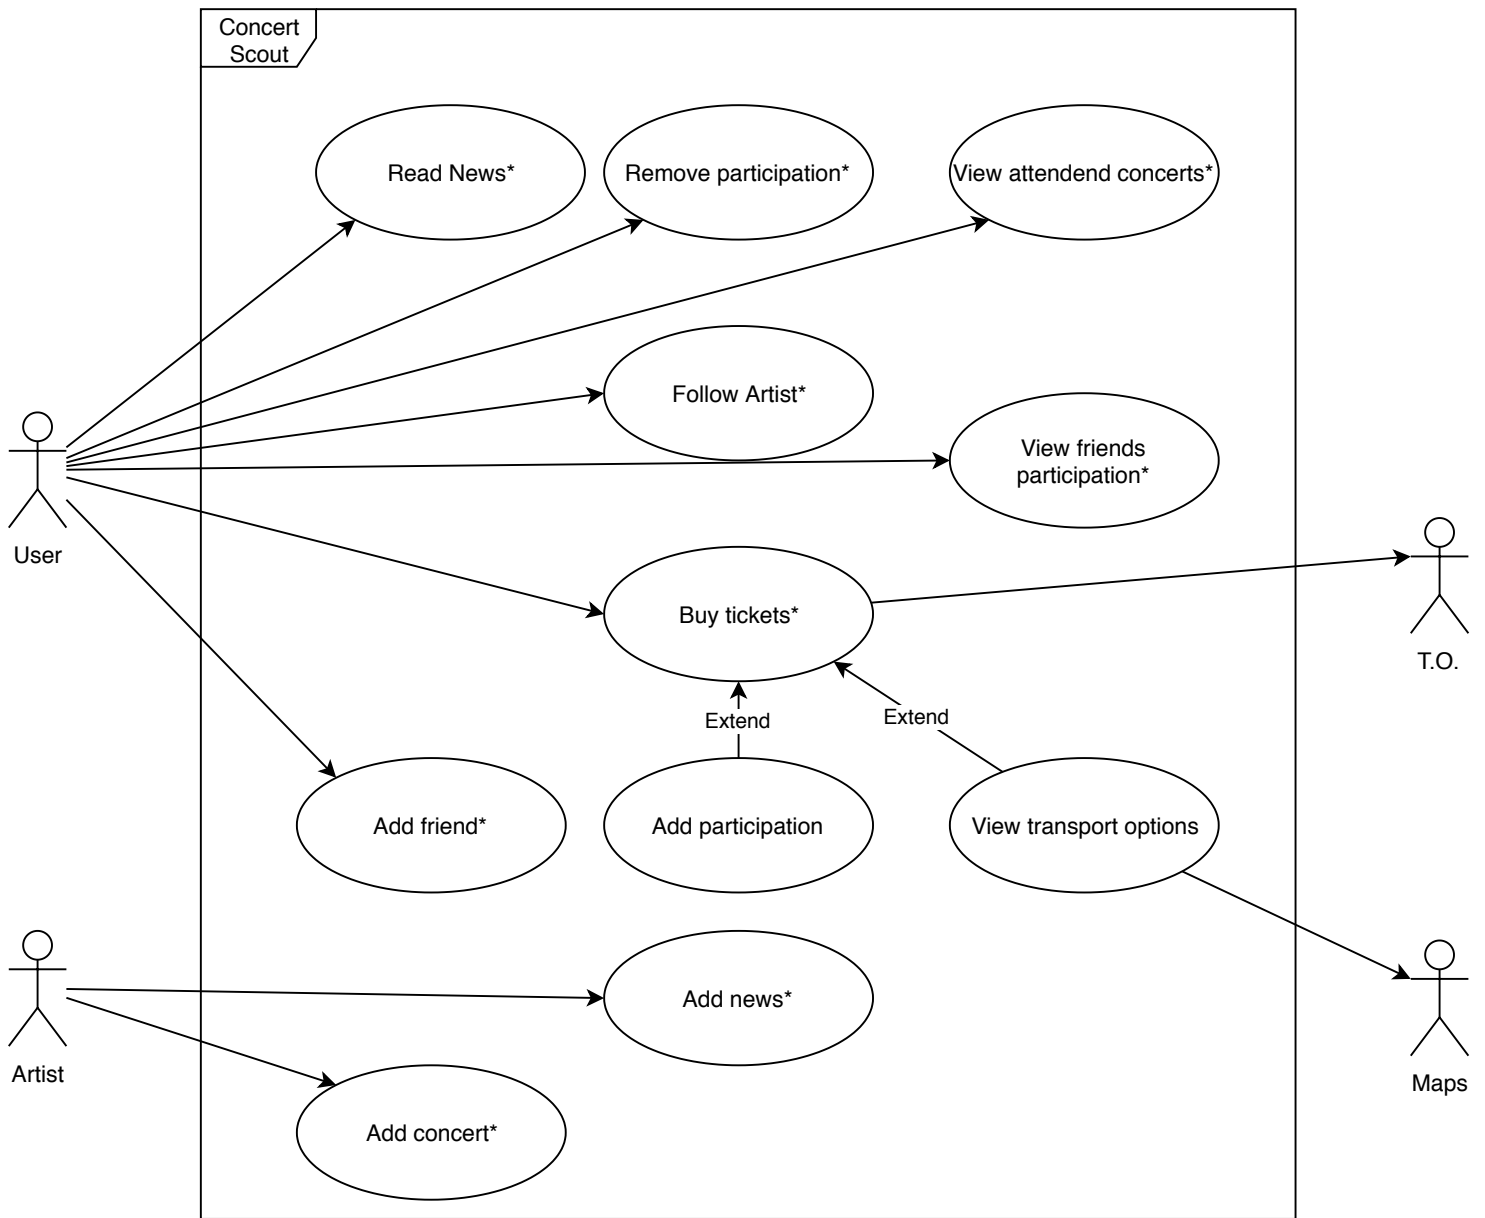 Concert
Scout
Read News*
Remove participation*
View attendend concerts*
Follow Artist*
View friends
participation*
User
Buy tickets*
T.O.
Extend
Extend
Add friend*
Add participation
View transport options
Add news*
Artist
Maps
Add concert*